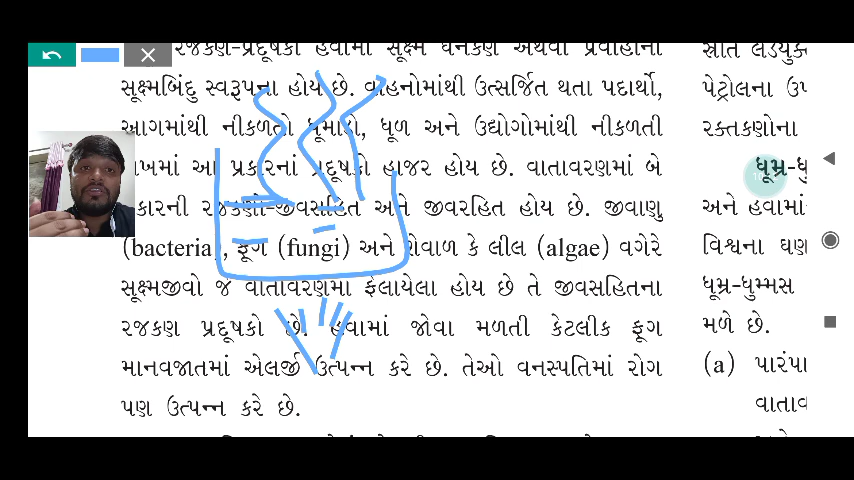 રજકણ-પ્રદૂષકો હવામાં સૂક્ષ્મ ઘનકણ અથવા પ્રવાહીના
સૂક્ષ્મબિંદુ સ્વરૂપના હોય છે. વાહનોમાંથી ઉત્સર્જિત થતા પદાર્થો,
આગમાંથી નીકળતો ધૂમાડો, ધૂળ અને ઉદ્યોગોમાંથી નીકળતી
આ પ્રકારનાં પ્રદૂષકો હાજર હોય છે. વાતાવરણમાં બે
રજકણો-જીવસહિત અને જીવરહિત હોય છે. જીવાણુ
(bacteria), ફૂગ (fungi) અને શેવાળ કે લીલ (algae) વગેરે
સૂક્ષ્મજીવો જે વાતાવરણમાં ફેલાયેલા હોય છે તે જીવસહિતના
રજકણ પ્રદૂષકો છે. હવામાં જોવા મળતી કેટલીક ફૂગ
માનવજાતમાં એલર્જી ઉત્પન્ન કરે છે. તેઓ વનસ્પતિમાં રોગ
પણ ઉત્પન્ન કરે છે.
પેટ્રોલના
રક્તકણોના
ધૂમ્ર-
અને હવામાં
વિશ્વના ઘણ
ધૂમ્ર-ધુમ્મસ
મળે છે.
(a)